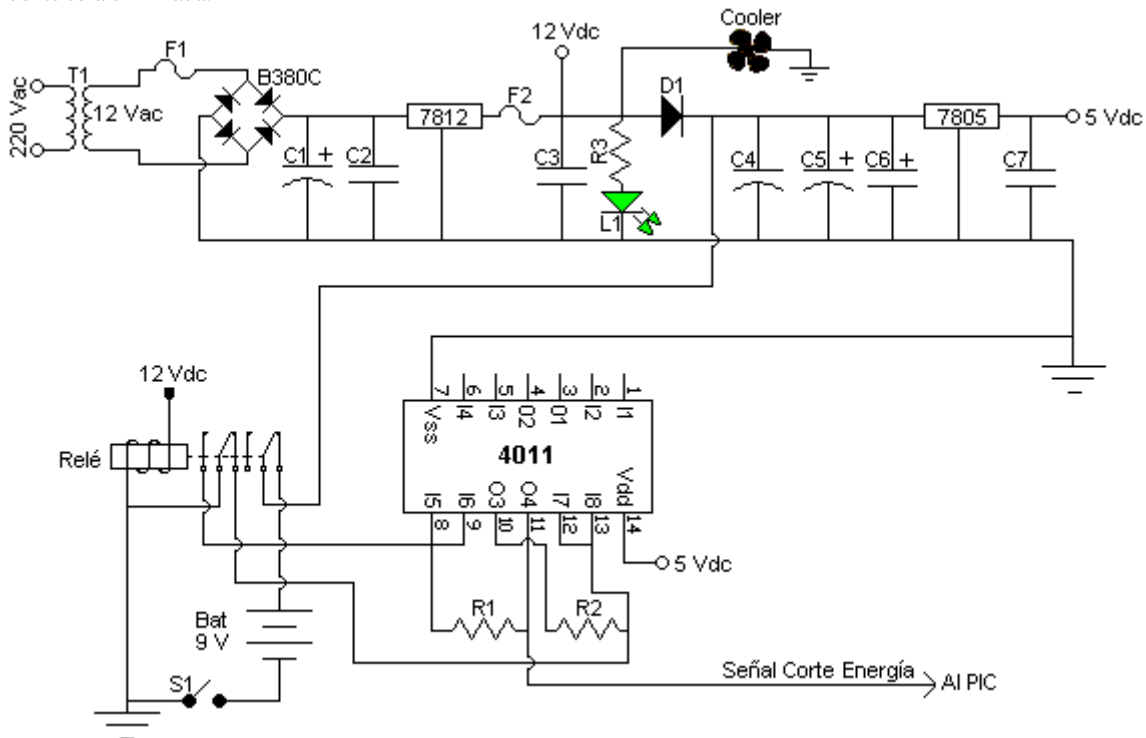 Cooler
12 Vdc
F1
T1
B380C
D1
F2
220 Vac
12 Vac
7812
7805
5 Vdc
C1 +
C2
C3
R3
C4
C5 +
C6 +
C7
L1
12 Vdc
7 6 5 4 3 2 1
Vss I4 I3 O2 O1 I2 I1
Relé
4011
I5 I6 O3 O4 I7 I8 Vdd
8 9 10 11 12 13 14
5 Vdc
R1
R2
Bat
9 V
S1
Señal Corte Energía
Al PIC